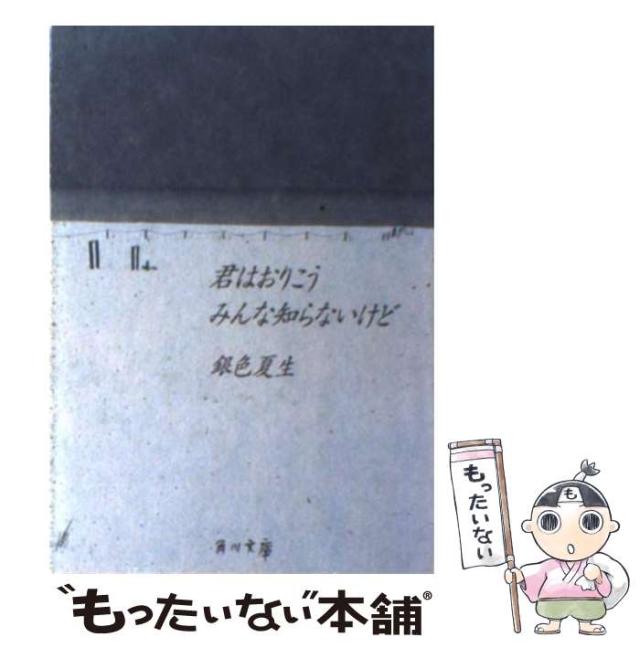 君はおりこう
みんな知らないけど
銀色夏生
角川文庫
もったいない
も
"もったいない"本舗®